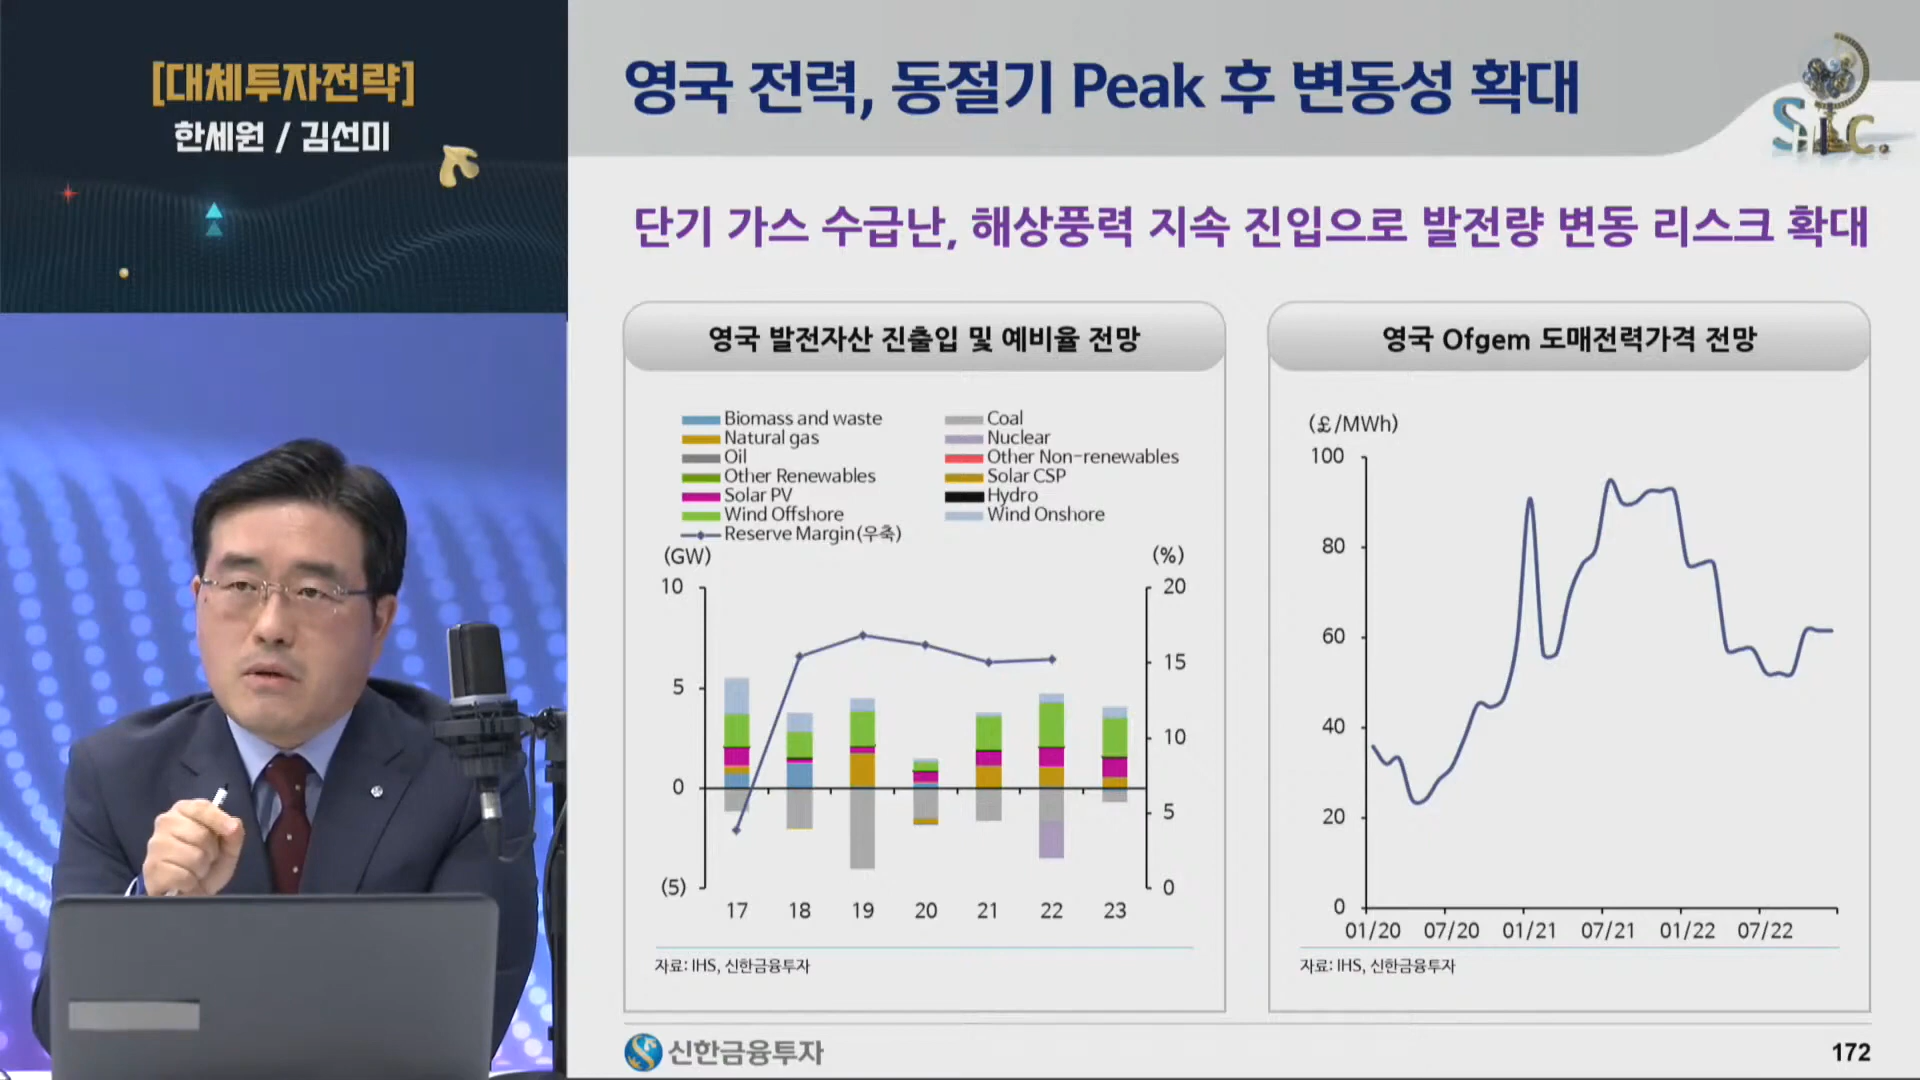 [대체투자전략]
한세원 / 김선미
영국 전력, 동절기 Peak 후 변동성 확대
SHIC.
단기 가스 수급난, 해상풍력 지속 진입으로 발전량 변동 리스크 확대
영국 발전자산 진출입 및 예비율 전망
Biomass and waste
Coal
Natural gas
Nuclear
Oil
Other Non-renewables
Other Renewables
Solar CSP
Solar PV
Hydro
Wind Offshore
Wind Onshore
Reserve Margin(우축)
(GW)
(%)
10
20
5
15
10
0
5
(5)
0
17 18 19 20 21 22 23
자료: IHS, 신한금융투자
영국 Ofgem 도매전력가격 전망
(£/MWh)
100
80
60
40
20
0
01/20 07/20 01/21 07/21 01/22 07/22
자료: IHS, 신한금융투자
신한금융투자
172